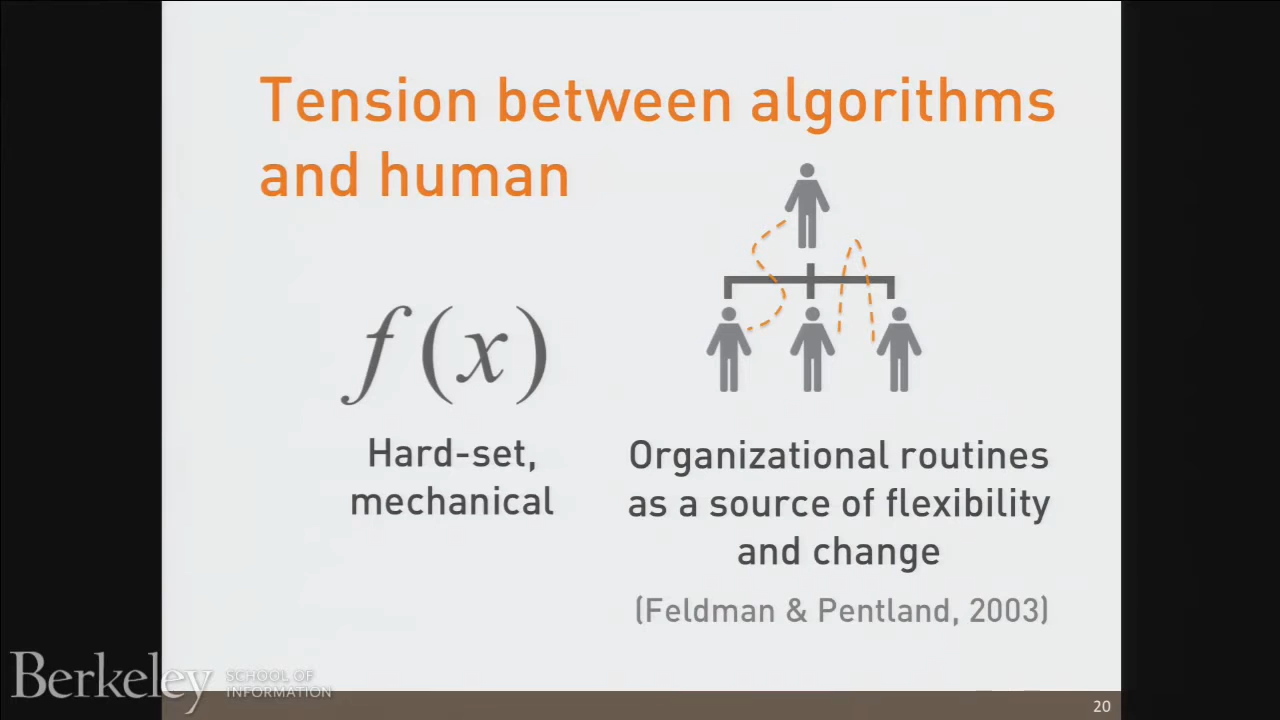 Tension between algorithms
and human
f(x)
Hard-set,
mechanical
Organizational routines
as a source of flexibility
and change
(Feldman & Pentland, 2003)
Berkeley
SCHOOL OF
INFORMATION
20